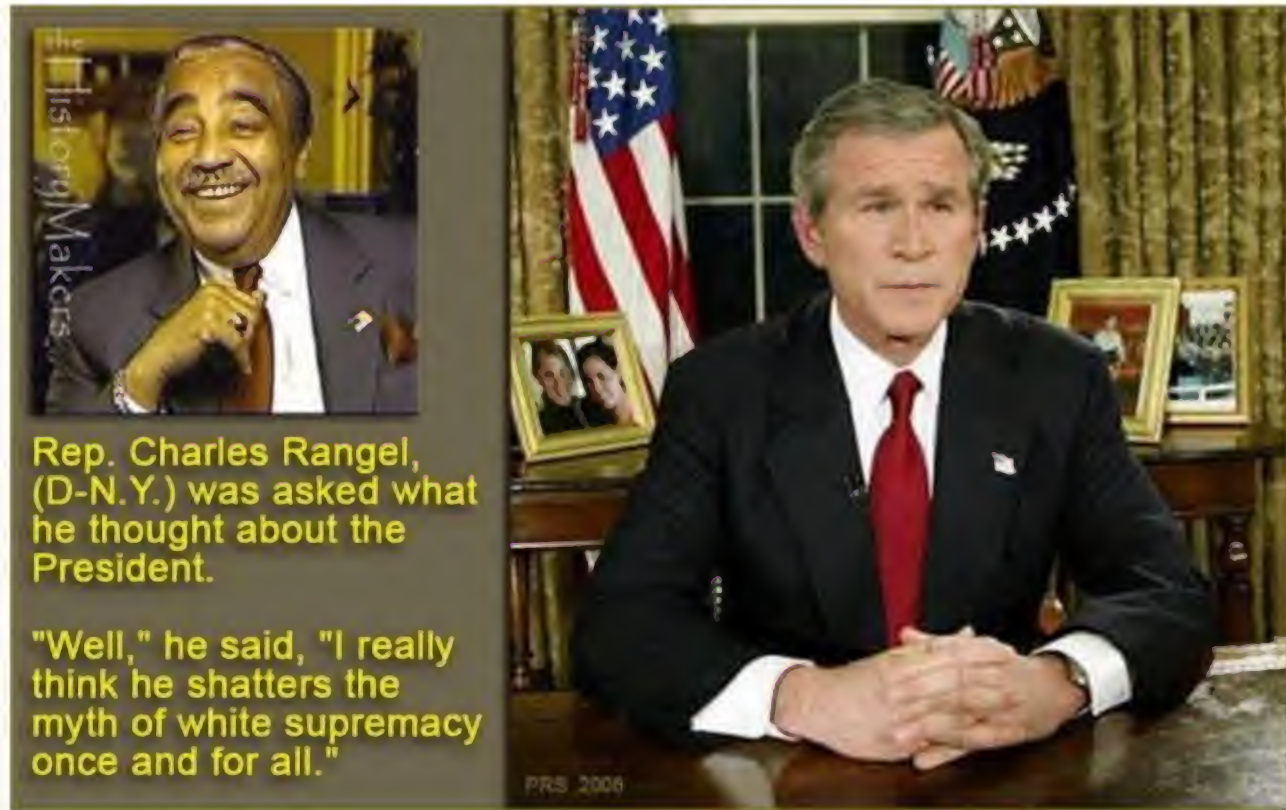 the
HistoryMakers
Rep. Charles Rangel,
(D-N.Y.) was asked what
he thought about the
President.
"Well," he said, "I really
think he shatters the
myth of white supremacy
once and for all."
PRS 2006